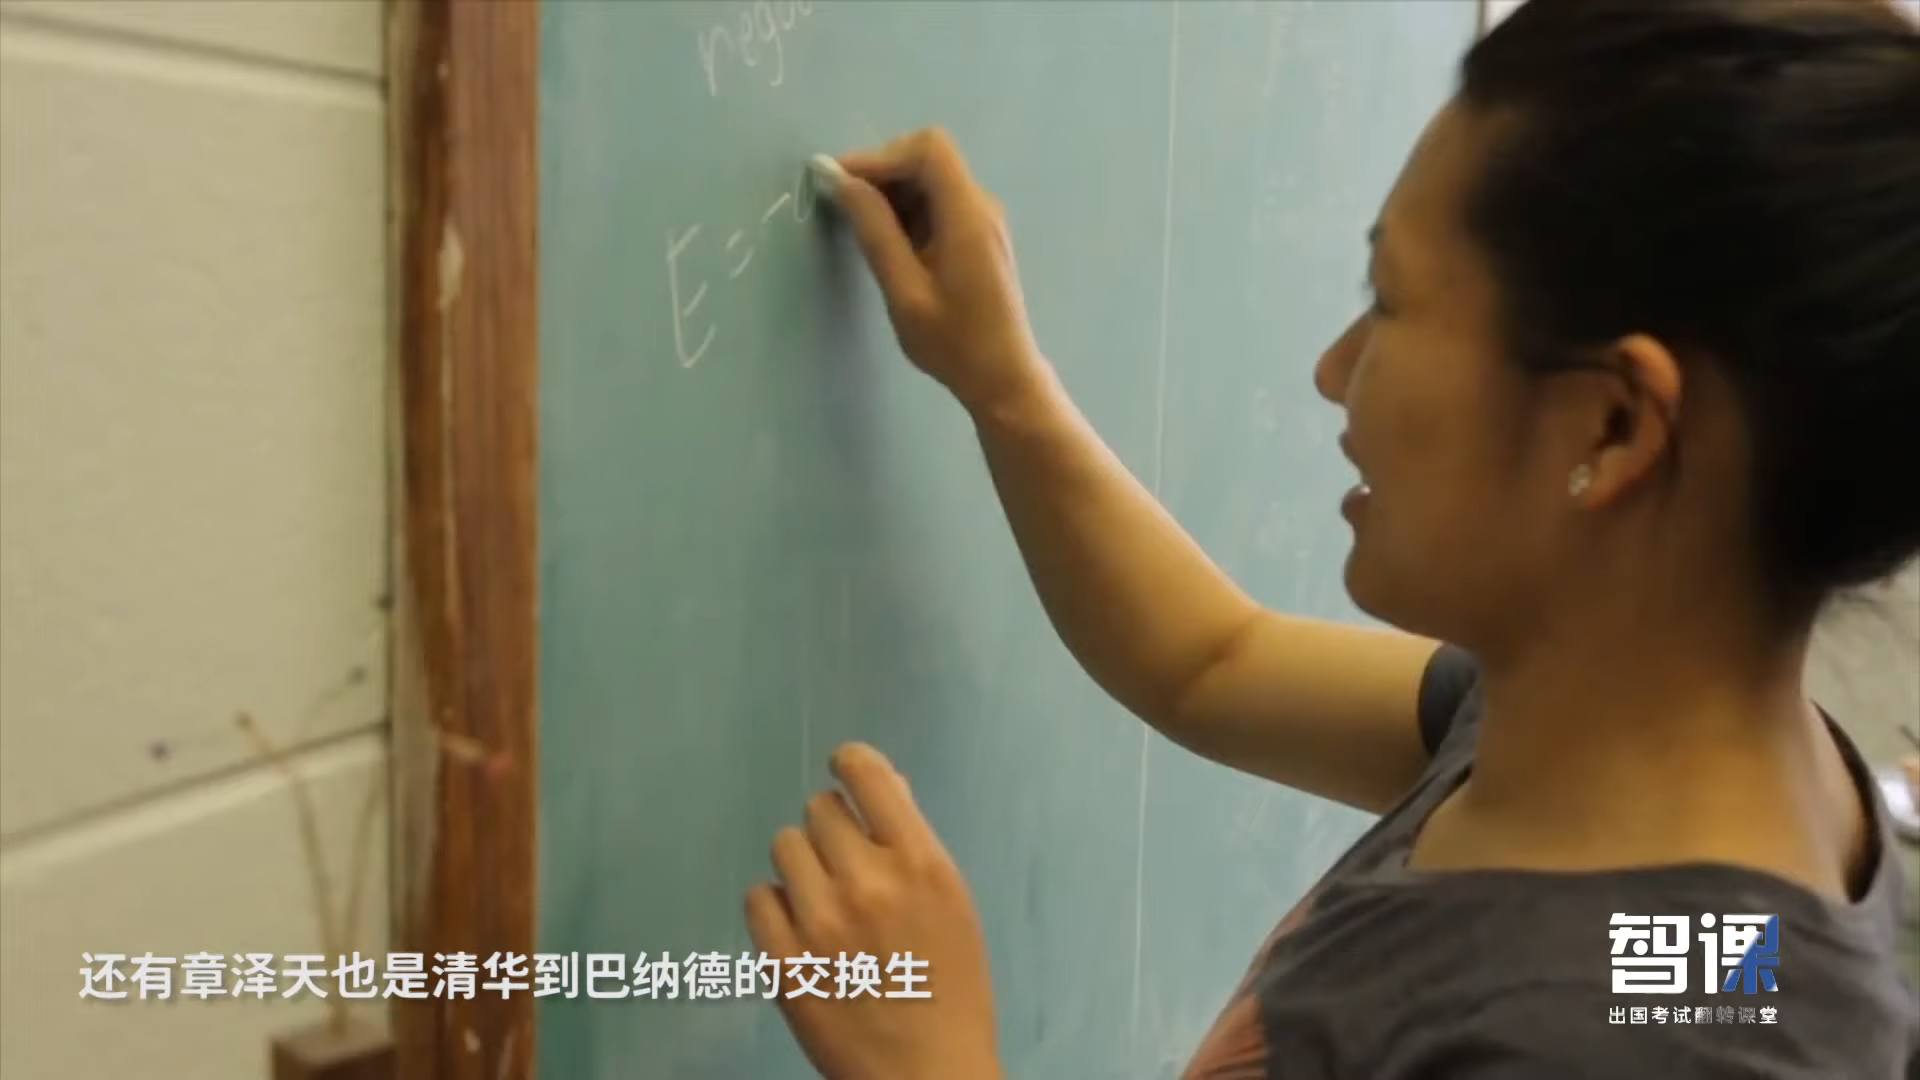 E = -
还有章泽天也是清华到巴纳德的交换生
智课
出国考试翻转课堂